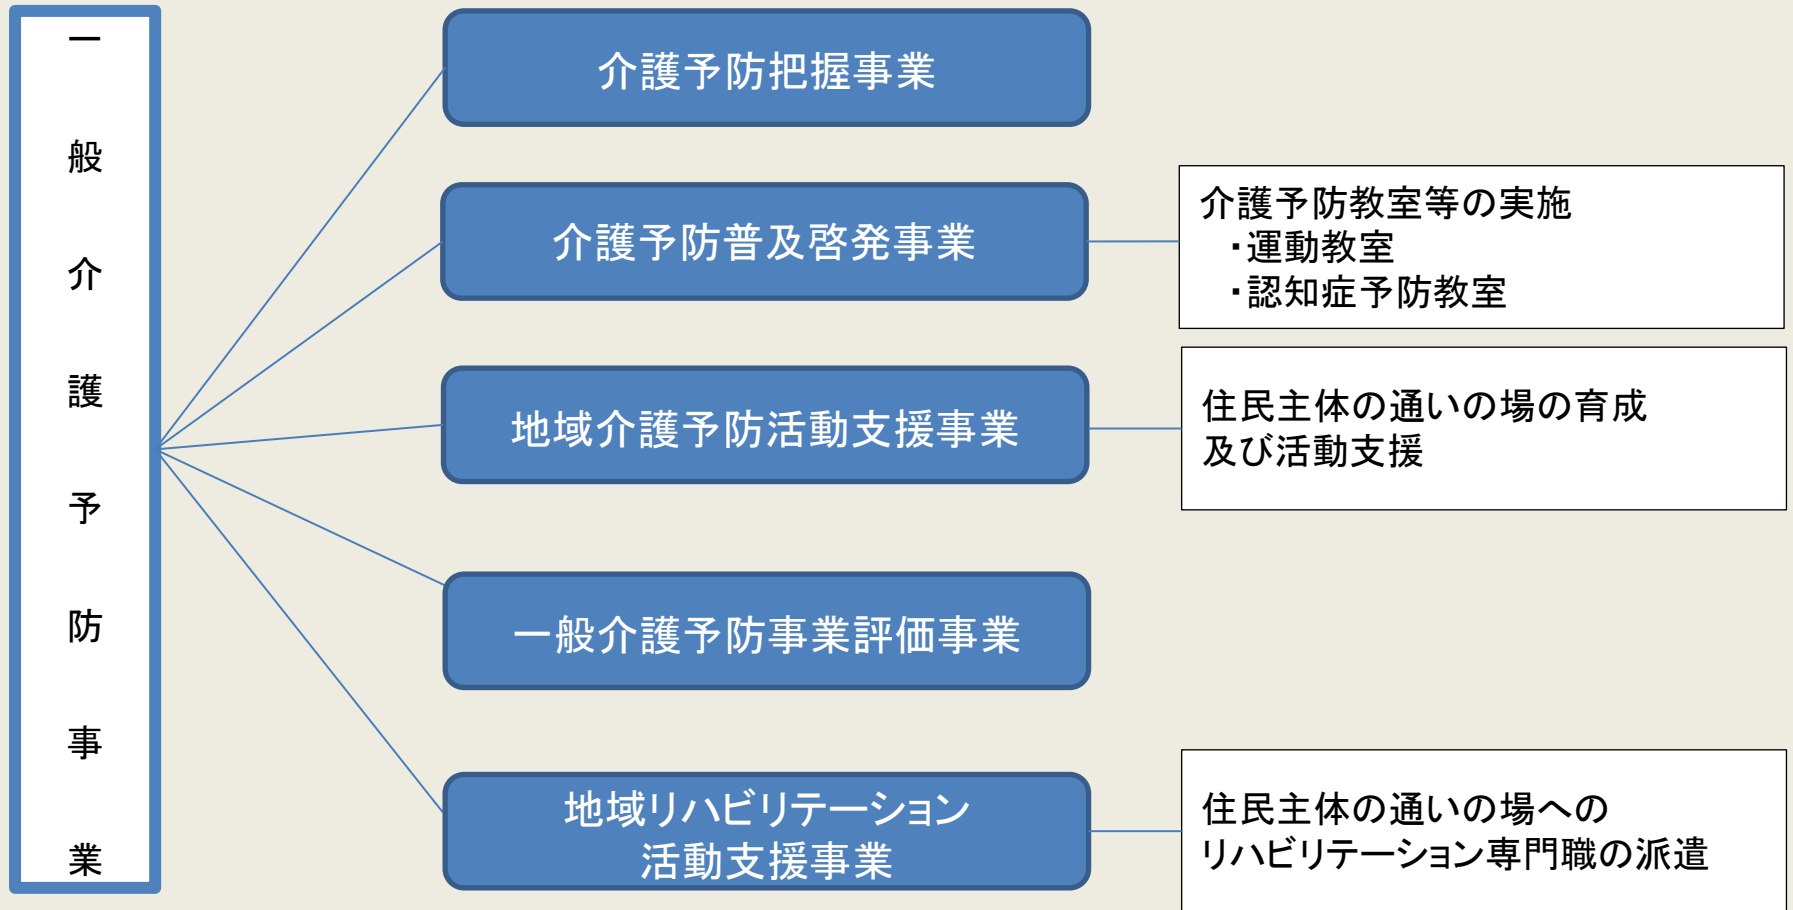 一般介護予防事業
介護予防把握事業
介護予防普及啓発事業
介護予防教室等の実施
・運動教室
・認知症予防教室
地域介護予防活動支援事業
住民主体の通いの場の育成
及び活動支援
一般介護予防事業評価事業
地域リハビリテーション
活動支援事業
住民主体の通いの場への
リハビリテーション専門職の派遣